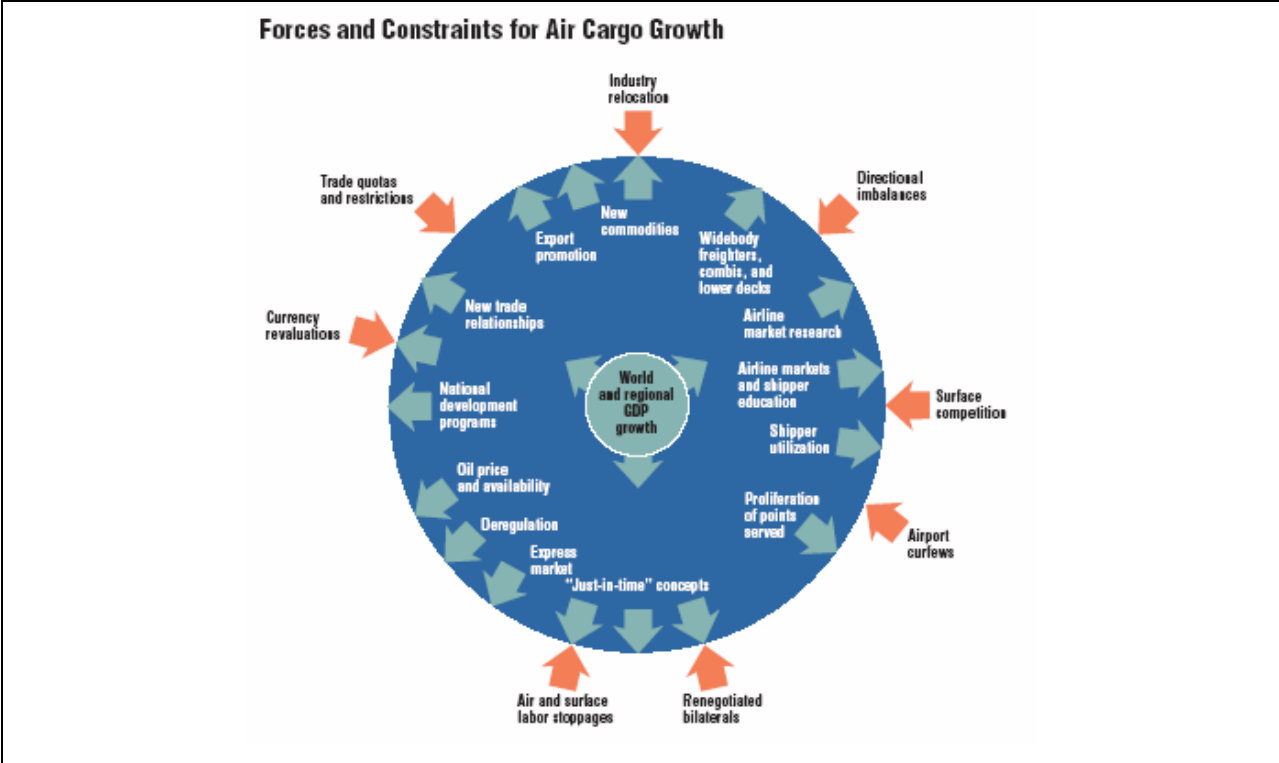 Forces and Constraints for Air Cargo Growth
Industry
relocation
Trade quotas
and restrictions
Directional
imbalances
New
commodities
Export
promotion
Widebody
freighters,
combis, and
lower decks
New trade
relationships
Airline
market research
Currency
revaluations
World
and regional
GDP
growth
Airline markets
and shipper
education
National
development
programs
Surface
competition
Shipper
utilization
Oil price
and availability
Proliferation
of points
served
Deregulation
Airport
curfews
Express
market
"Just-in-time" concepts
Air and surface
labor stoppages
Renegotiated
bilaterals